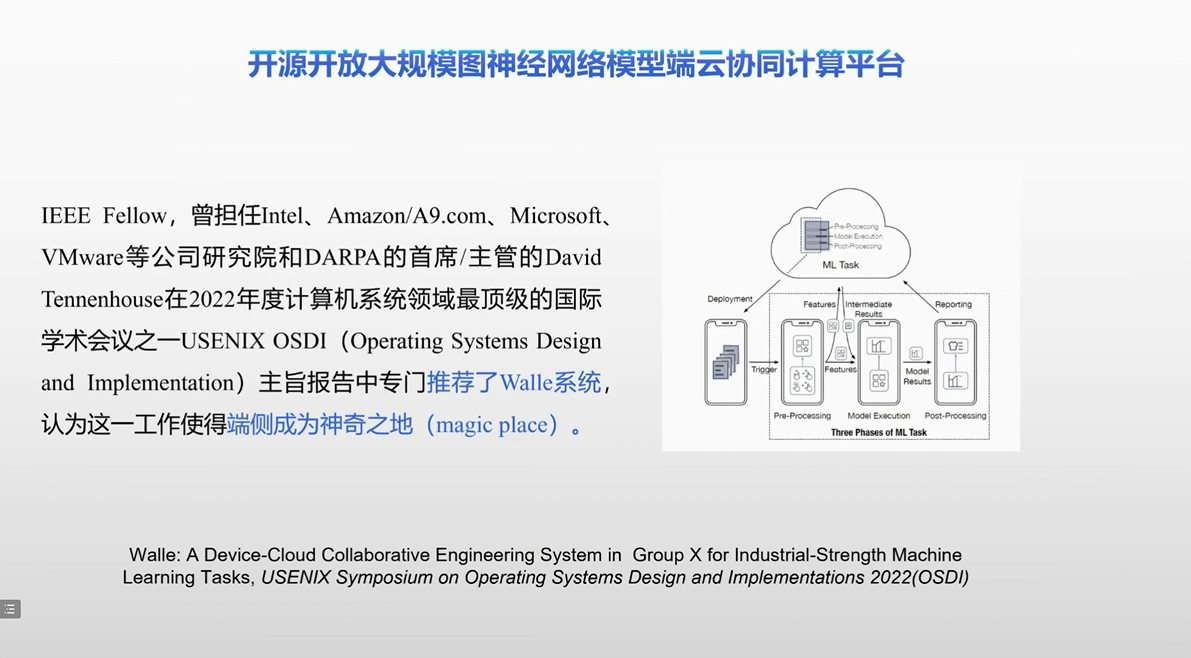 开源开放大规模图神经网络模型端云协同计算平台
IEEE Fellow，曾担任Intel、Amazon/A9.com、Microsoft、
VMware等公司研究院和DARPA的首席/主管的David
Tennenhouse在2022年度计算机系统领域最顶级的国际
学术会议之一USENIX OSDI（Operating Systems Design
and Implementation）主旨报告中专门推荐了Walle系统，
认为这一工作使得端侧成为神奇之地（magic place）。
Pre-Processing
Model Execution
Post-Processing
ML Task
Deployment
Features
Intermediate
Results
Reporting
Trigger
Features
Model
Results
Pre-Processing
Model Execution
Post-Processing
Three Phases of ML Task
Walle: A Device-Cloud Collaborative Engineering System in Group X for Industrial-Strength Machine
Learning Tasks, USENIX Symposium on Operating Systems Design and Implementations 2022(OSDI)